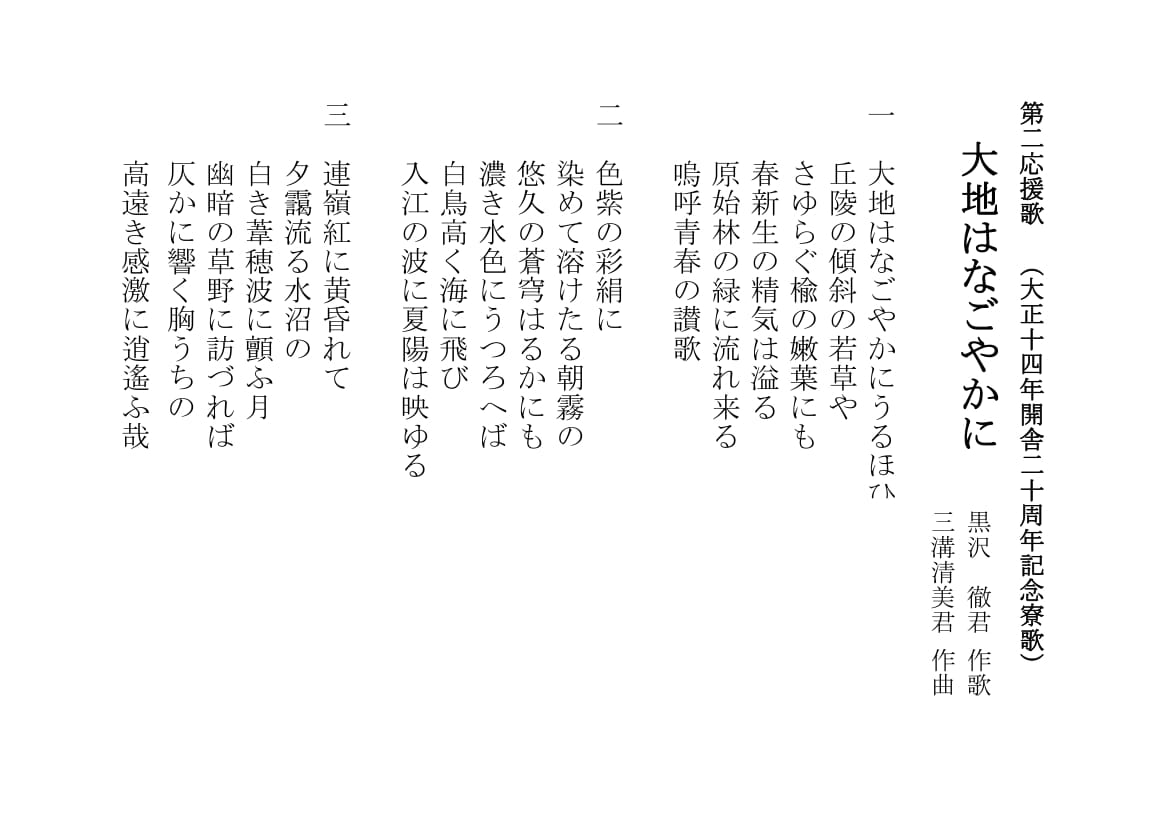 第二応援歌　（大正十四年開舎二十周年記念寮歌）
大地はなごやかに
黒沢　徹君 作歌
三溝清美君 作曲
一　大地はなごやかにうるほひ
丘陵の傾斜の若草や
さゆらぐ楡の嫩葉にも
春新生の精気は溢る
原始林の緑に流れ来る
嗚呼青春の讃歌
二　色紫の彩絹に
染めて溶けたる朝霧の
悠久の蒼穹はるかにも
濃き水色にうつろへば
白鳥高く海に飛び
入江の波に夏陽は映ゆる
三　連嶺紅に黄昏れて
夕靄流る水沼の
白き葦穂波に顫ふ月
幽暗の草野に訪づれば
仄かに響く胸うちの
高遠き感激に逍遙ふ哉